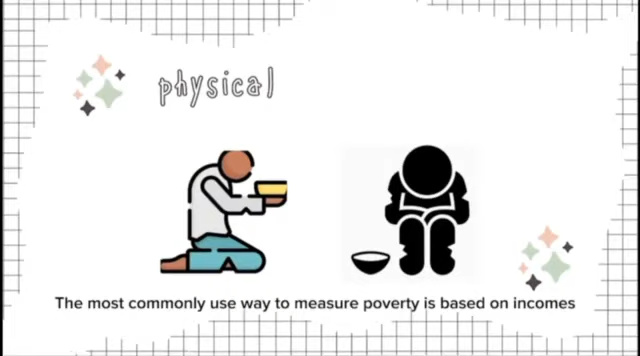 physical
The most commonly use way to measure poverty is based on incomes